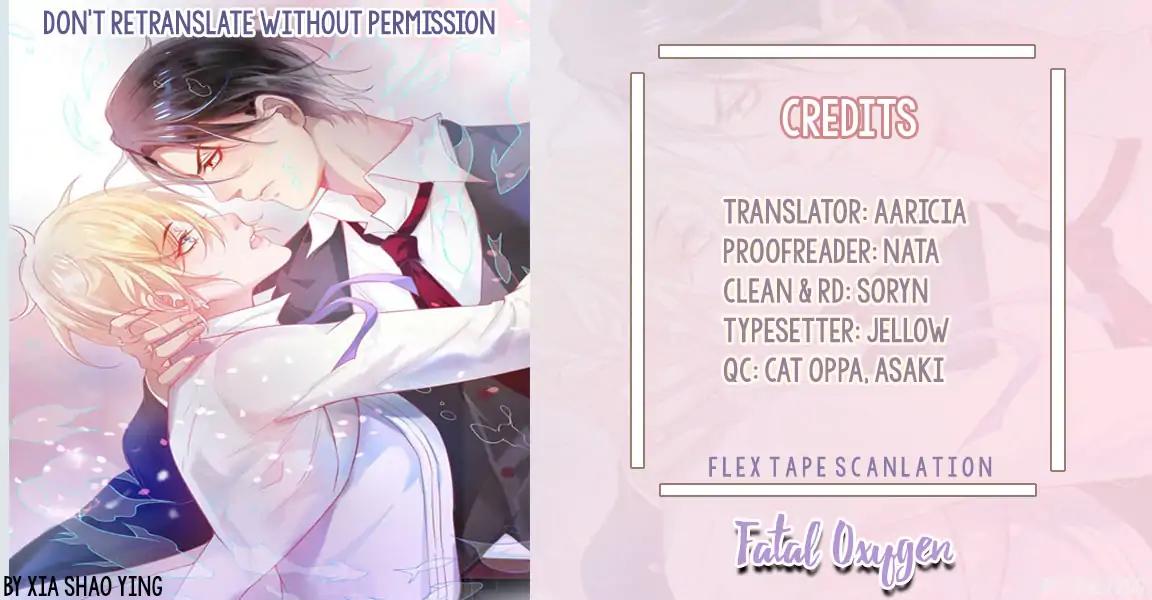 DON'T RETRANSLATE WITHOUT PERMISSION
CREDITS
TRANSLATOR: AARICIA
PROOFREADER: NATA
CLEAN & RD: SORYN
TYPESETTER: JELLOW
QC: CAT OPPA, ASAKI
FLEX TAPE SCANLATION
Fatal Oxygen
BY XIA SHAO YING